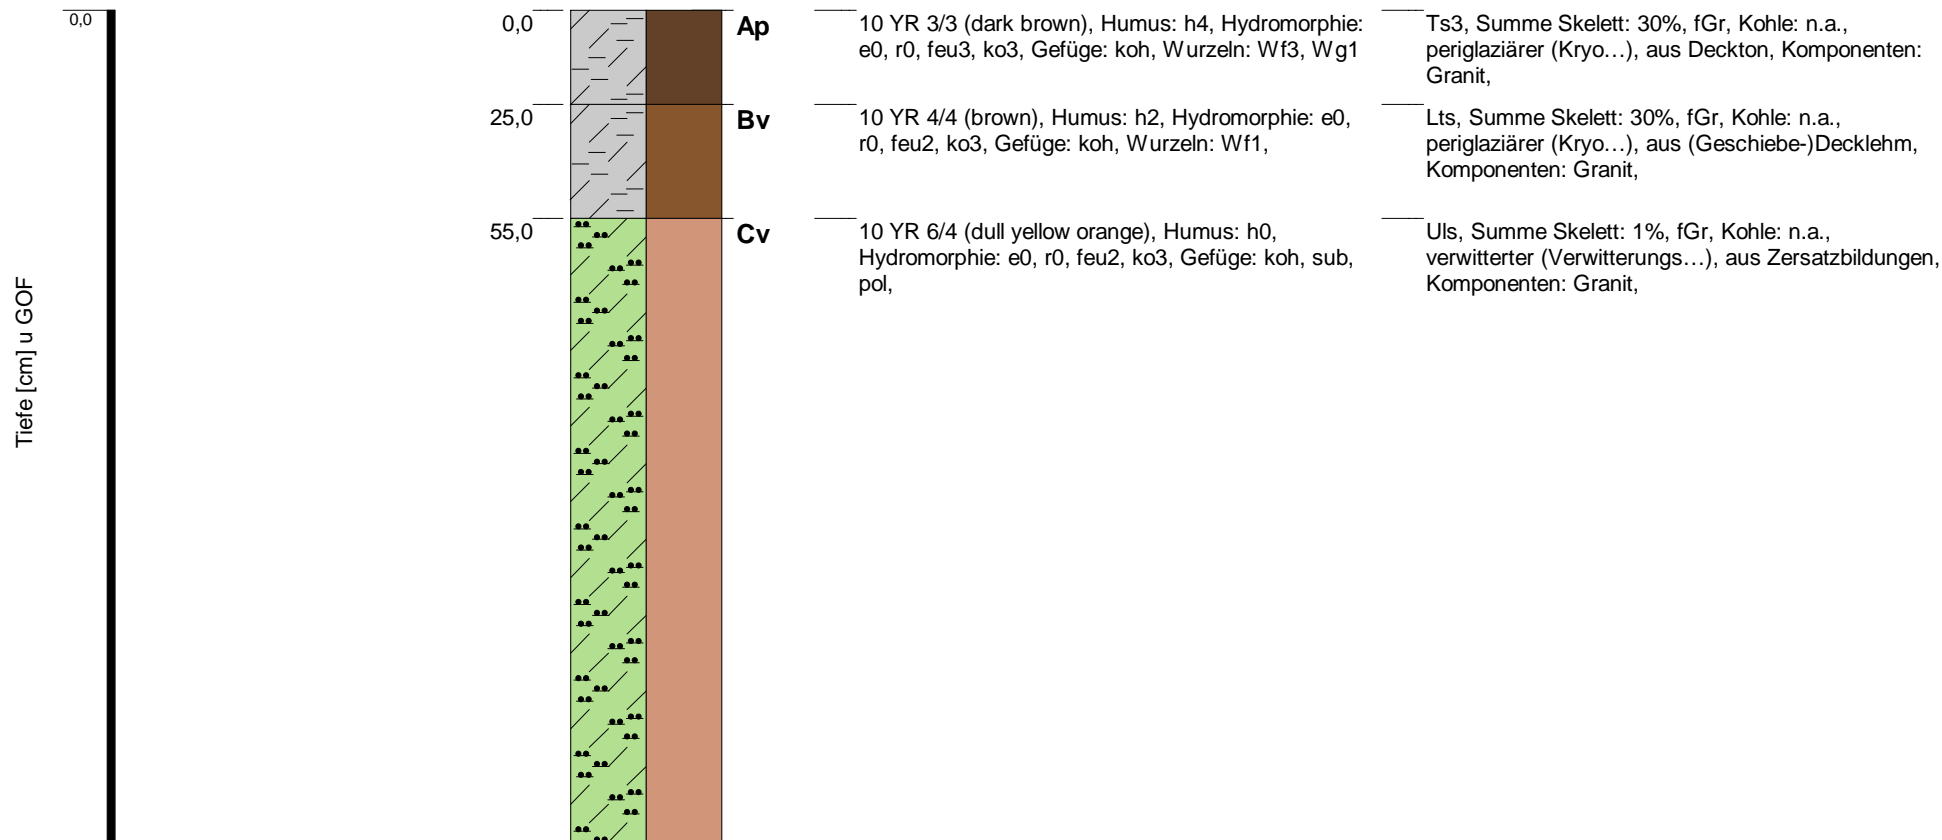 Tiefe [cm] u GOF
0,0
0,0
Ap
10 YR 3/3 (dark brown), Humus: h4, Hydromorphie:
e0, r0, feu3, ko3, Gefüge: koh, Wurzeln: Wf3, Wg1
Ts3, Summe Skelett: 30%, fGr, Kohle: n.a.,
periglaziärer (Kryo…), aus Deckton, Komponenten:
Granit,
25,0
Bv
10 YR 4/4 (brown), Humus: h2, Hydromorphie: e0,
r0, feu2, ko3, Gefüge: koh, Wurzeln: Wf1,
Lts, Summe Skelett: 30%, fGr, Kohle: n.a.,
periglaziärer (Kryo…), aus (Geschiebe-)Decklehm,
Komponenten: Granit,
55,0
Cv
10 YR 6/4 (dull yellow orange), Humus: h0,
Hydromorphie: e0, r0, feu2, ko3, Gefüge: koh, sub,
pol,
Uls, Summe Skelett: 1%, fGr, Kohle: n.a.,
verwitterter (Verwitterungs…), aus Zersatzbildungen,
Komponenten: Granit,